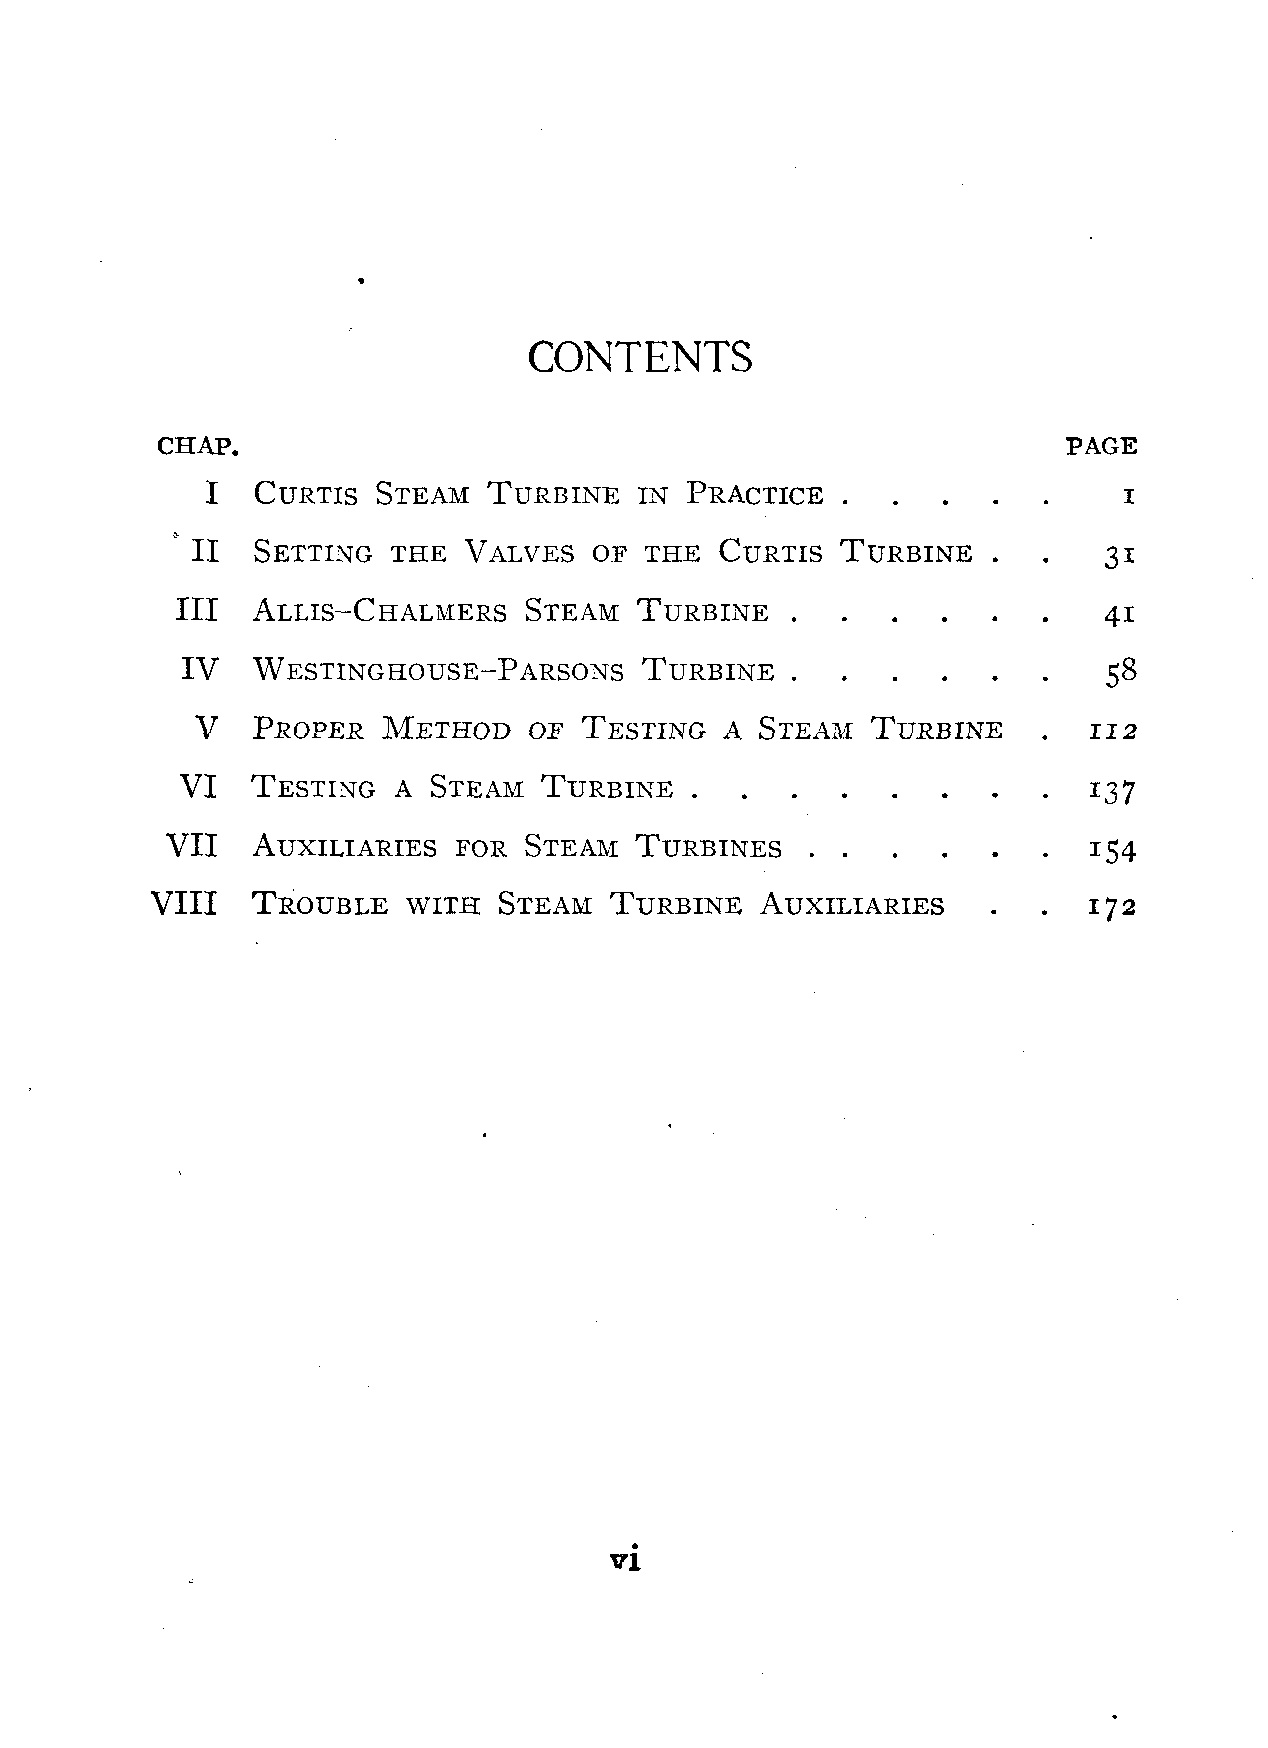 CONTENTS
CHAP. PAGE
I Curtis Steam Turbine in Practice . . . . . 1
II Setting the Valves of the Curtis Turbine . . 31
III Allis–Chalmers Steam Turbine . . . . . . 41
IV Westinghouse–Parsons Turbine . . . . . . 58
V Proper Method of Testing a Steam Turbine . 112
VI Testing a Steam Turbine . . . . . . . . 137
VII Auxiliaries for Steam Turbines . . . . . . 154
VIII Trouble with Steam Turbine Auxiliaries . . 172
vi